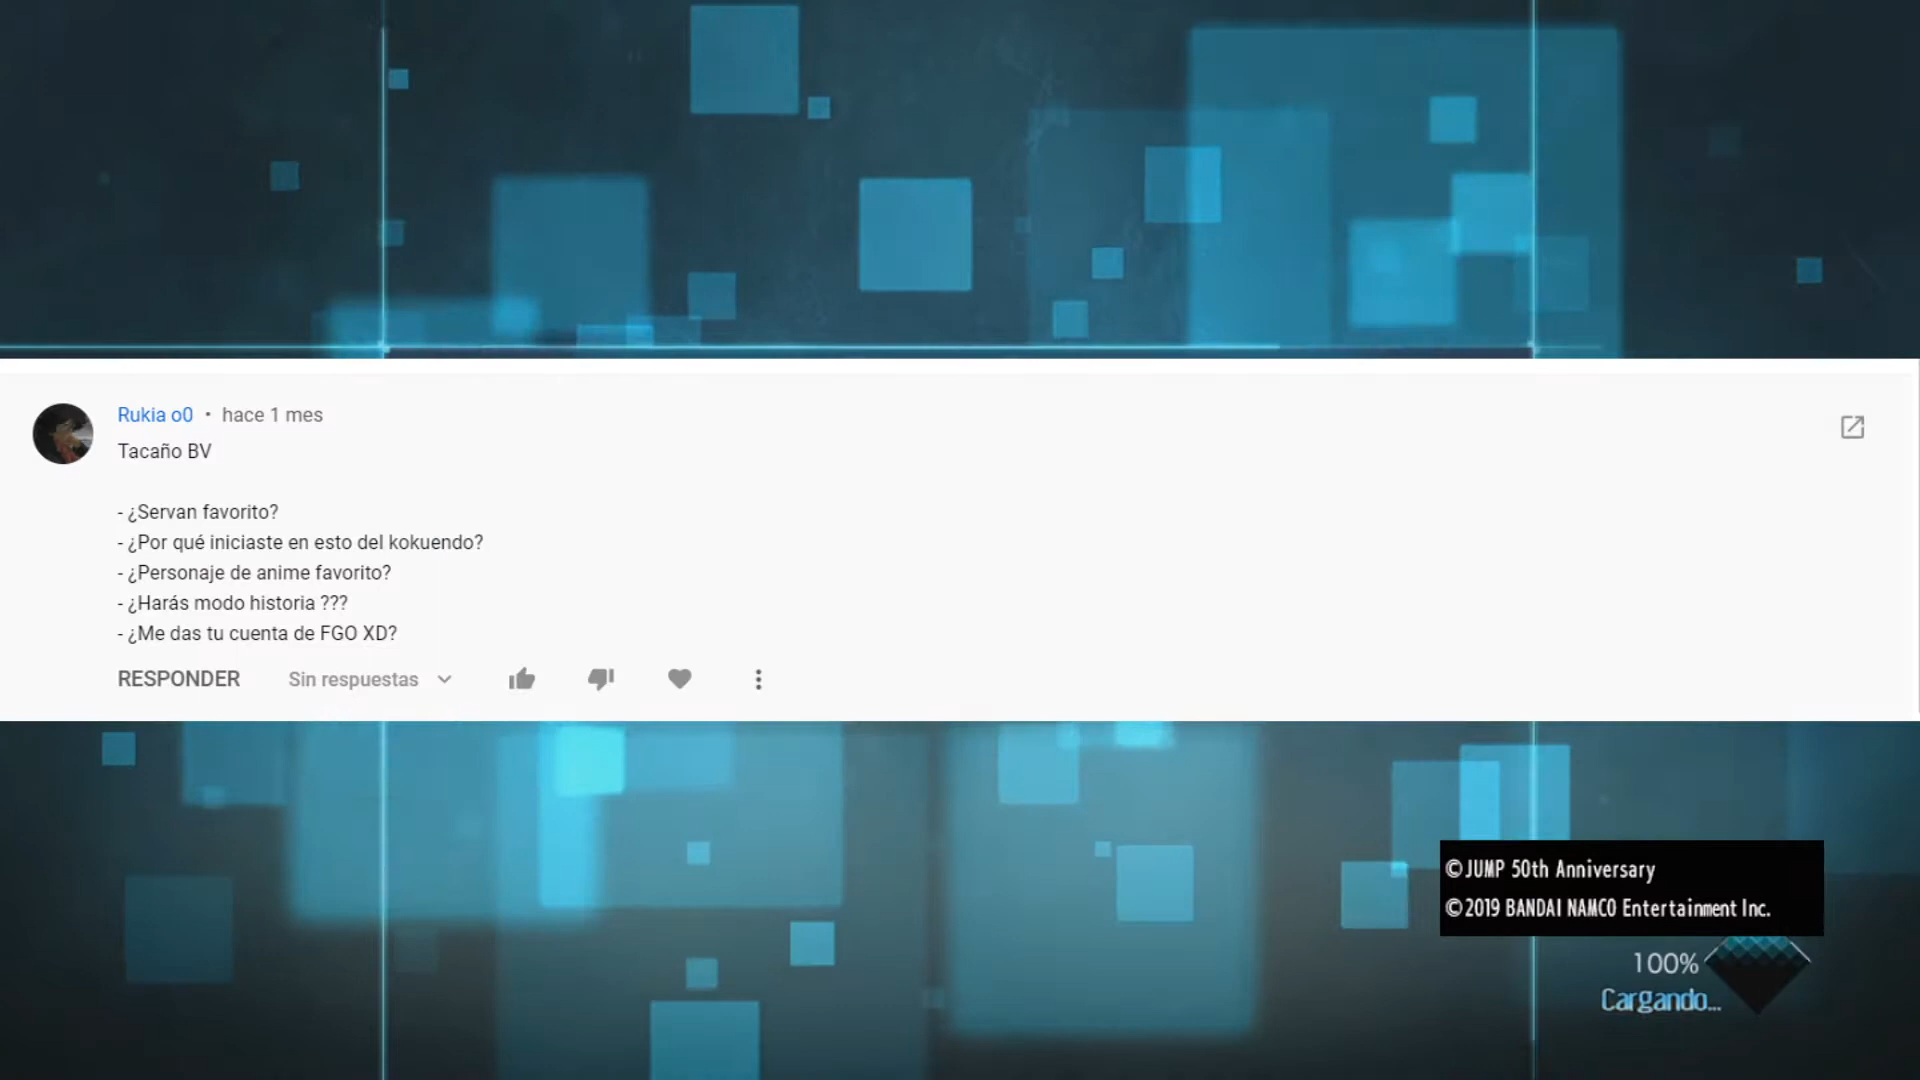 Rukia o0 • hace 1 mes
Tacaño BV
- ¿Servan favorito?
- ¿Por qué iniciaste en esto del kokuendo?
- ¿Personaje de anime favorito?
- ¿Harás modo historia ???
- ¿Me das tu cuenta de FGO XD?
RESPONDER Sin respuestas
©JUMP 50th Anniversary
©2019 BANDAI NAMCO Entertainment Inc.
100%
Cargando...